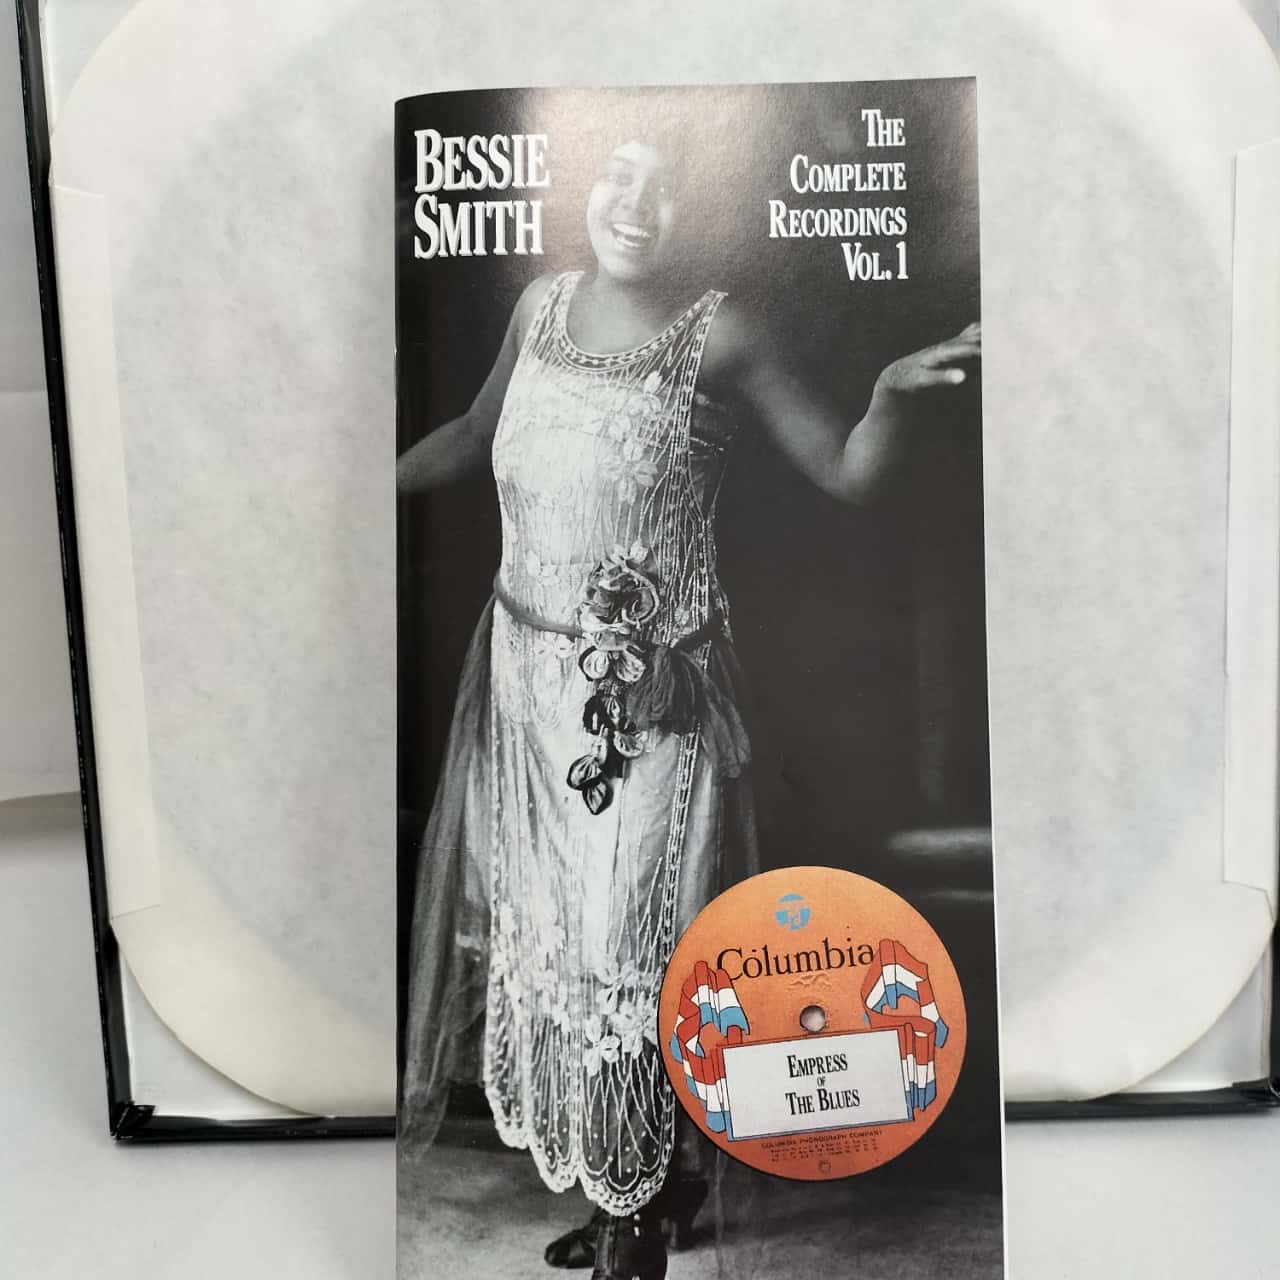 BESSIE
SMITH
THE
COMPLETE
RECORDINGS
VOL. 1
Columbia
EMPRESS
OF
THE BLUES
COLUMBIA PHONOGRAPH COMPANY